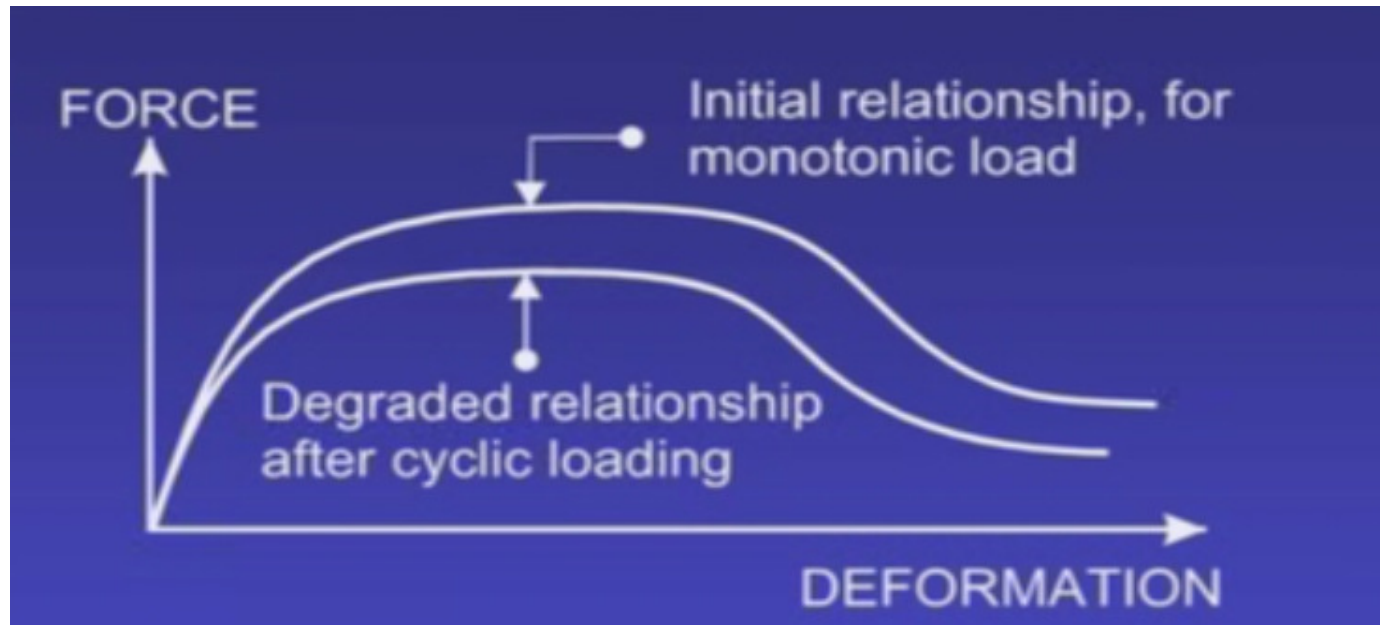 FORCE
Initial relationship, for
monotonic load
Degraded relationship
after cyclic loading
DEFORMATION